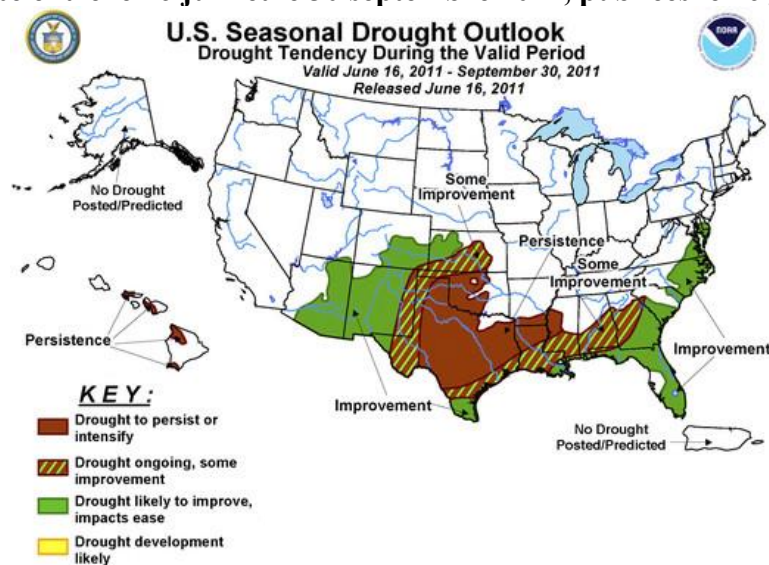 U.S. Seasonal Drought Outlook
Drought Tendency During the Valid Period
Valid June 16, 2011 - September 30, 2011
Released June 16, 2011
NOAA
No Drought
Posted/Predicted
Some
Improvement
Persistence
Some
Improvement
Persistence
Improvement
Improvement
No Drought
Posted/Predicted
KEY:
Drought to persist or
intensify
Drought ongoing, some
improvement
Drought likely to improve,
impacts ease
Drought development
likely